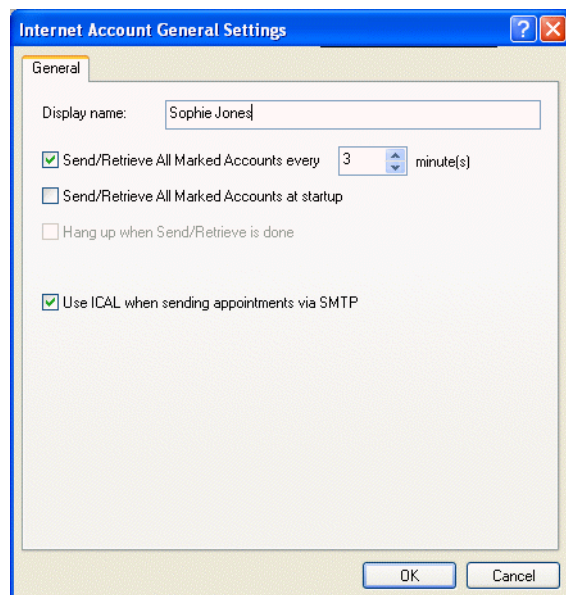 Internet Account General Settings
General
Display name: Sophie Jones
Send/Retrieve All Marked Accounts every 3 minute(s)
Send/Retrieve All Marked Accounts at startup
Hang up when Send/Retrieve is done
Use ICAL when sending appointments via SMTP
OK Cancel